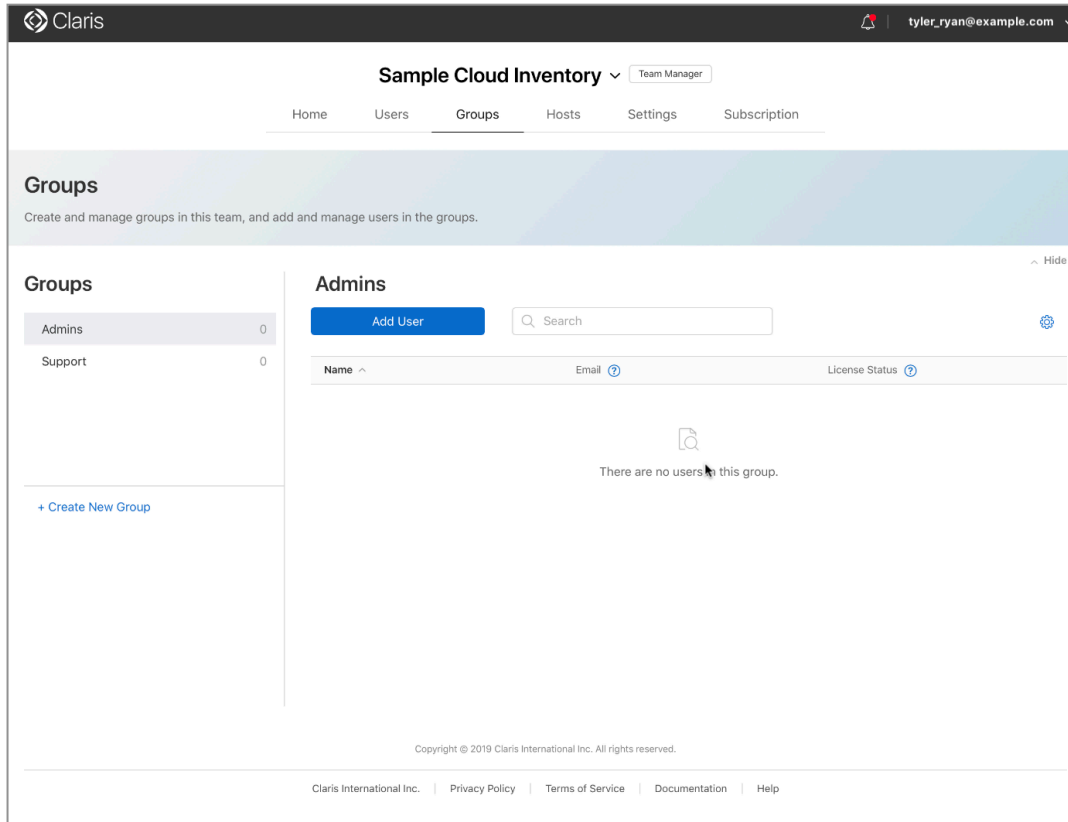 Claris
tyler_ryan@example.com
Sample Cloud Inventory Team Manager
Home Users Groups Hosts Settings Subscription
Groups
Create and manage groups in this team, and add and manage users in the groups.
Hide
Groups
Admins 0
Support 0
+ Create New Group
Admins
Add User Search
Name Email ? License Status ?
There are no users in this group.
Copyright © 2019 Claris International Inc. All rights reserved.
Claris International Inc. | Privacy Policy | Terms of Service | Documentation | Help